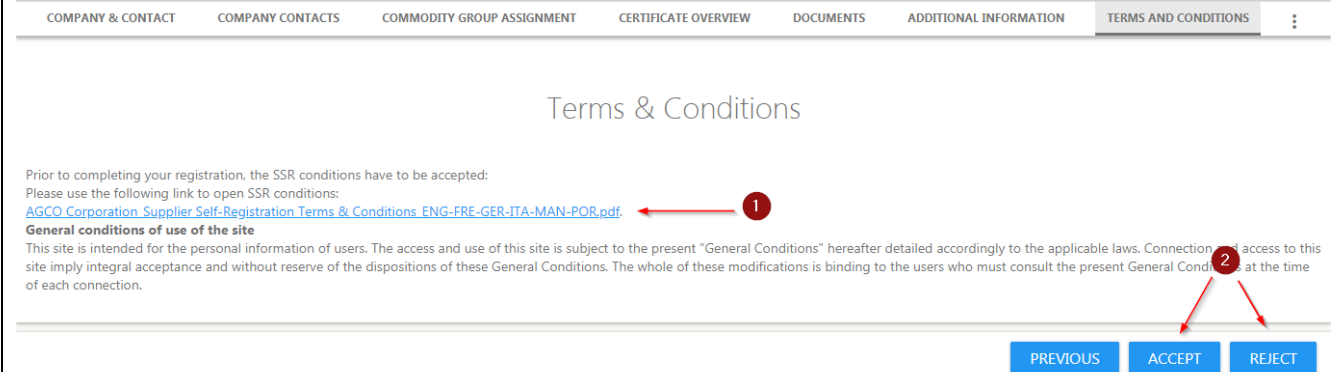 COMPANY & CONTACT COMPANY CONTACTS COMMODITY GROUP ASSIGNMENT CERTIFICATE OVERVIEW DOCUMENTS ADDITIONAL INFORMATION TERMS AND CONDITIONS
Terms & Conditions
Prior to completing your registration, the SSR conditions have to be accepted:
Please use the following link to open SSR conditions:
AGCO Corporation_Supplier Self-Registration Terms & Conditions_ENG-FRE-GER-ITA-MAN-POR.pdf.
1
General conditions of use of the site
This site is intended for the personal information of users. The access and use of this site is subject to the present "General Conditions" hereafter detailed accordingly to the applicable laws. Connection and access to this
site imply integral acceptance and without reserve of the dispositions of these General Conditions. The whole of these modifications is binding to the users who must consult the present General Conditions at the time
of each connection.
2
PREVIOUS ACCEPT REJECT